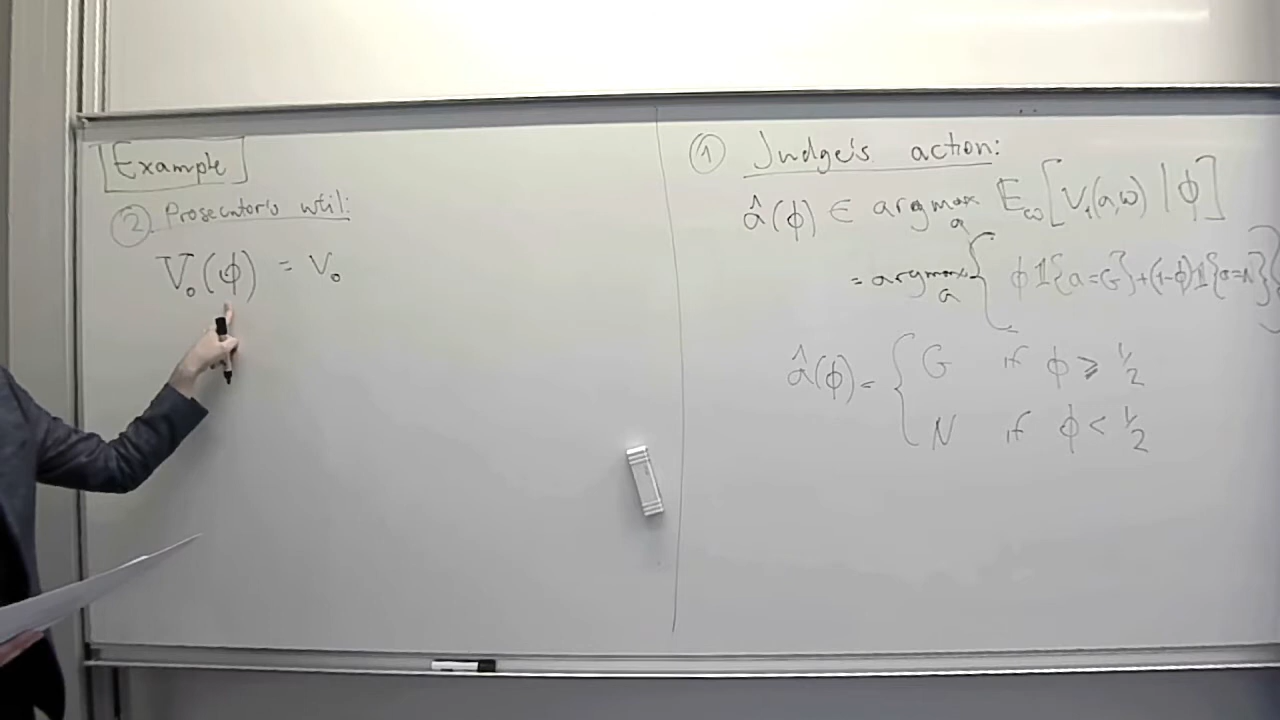 Example
② Prosecutor's util:
V₀(ϕ) = v₀
① Judge's action:
â(ϕ) ∈ argmax_a E_ω[v₁(a,ω) | ϕ]
= argmax_a { ϕ 𝟙{a=G}+(1-ϕ)𝟙{a=N} }
â(ϕ) = { G if ϕ ⩾ 1/2
N if ϕ < 1/2